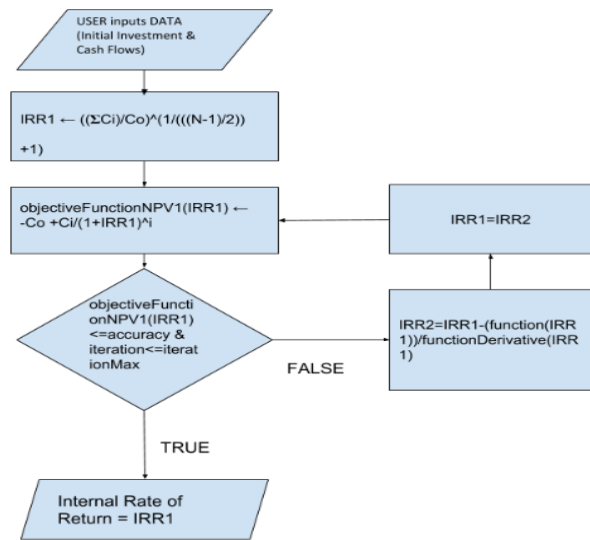 USER inputs DATA
(Initial Investment &
Cash Flows)
IRR1 ← ((ΣCi)/Co)^(1/(((N-1)/2))
+1)
objectiveFunctionNPV1(IRR1) ←
-Co +Ci/(1+IRR1)^i
IRR1=IRR2
objectiveFuncti
onNPV1(IRR1)
<=accuracy &
iteration<=iterat
ionMax
IRR2=IRR1-(function(IRR
1))/functionDerivative(IRR
1)
FALSE
TRUE
Internal Rate of
Return = IRR1